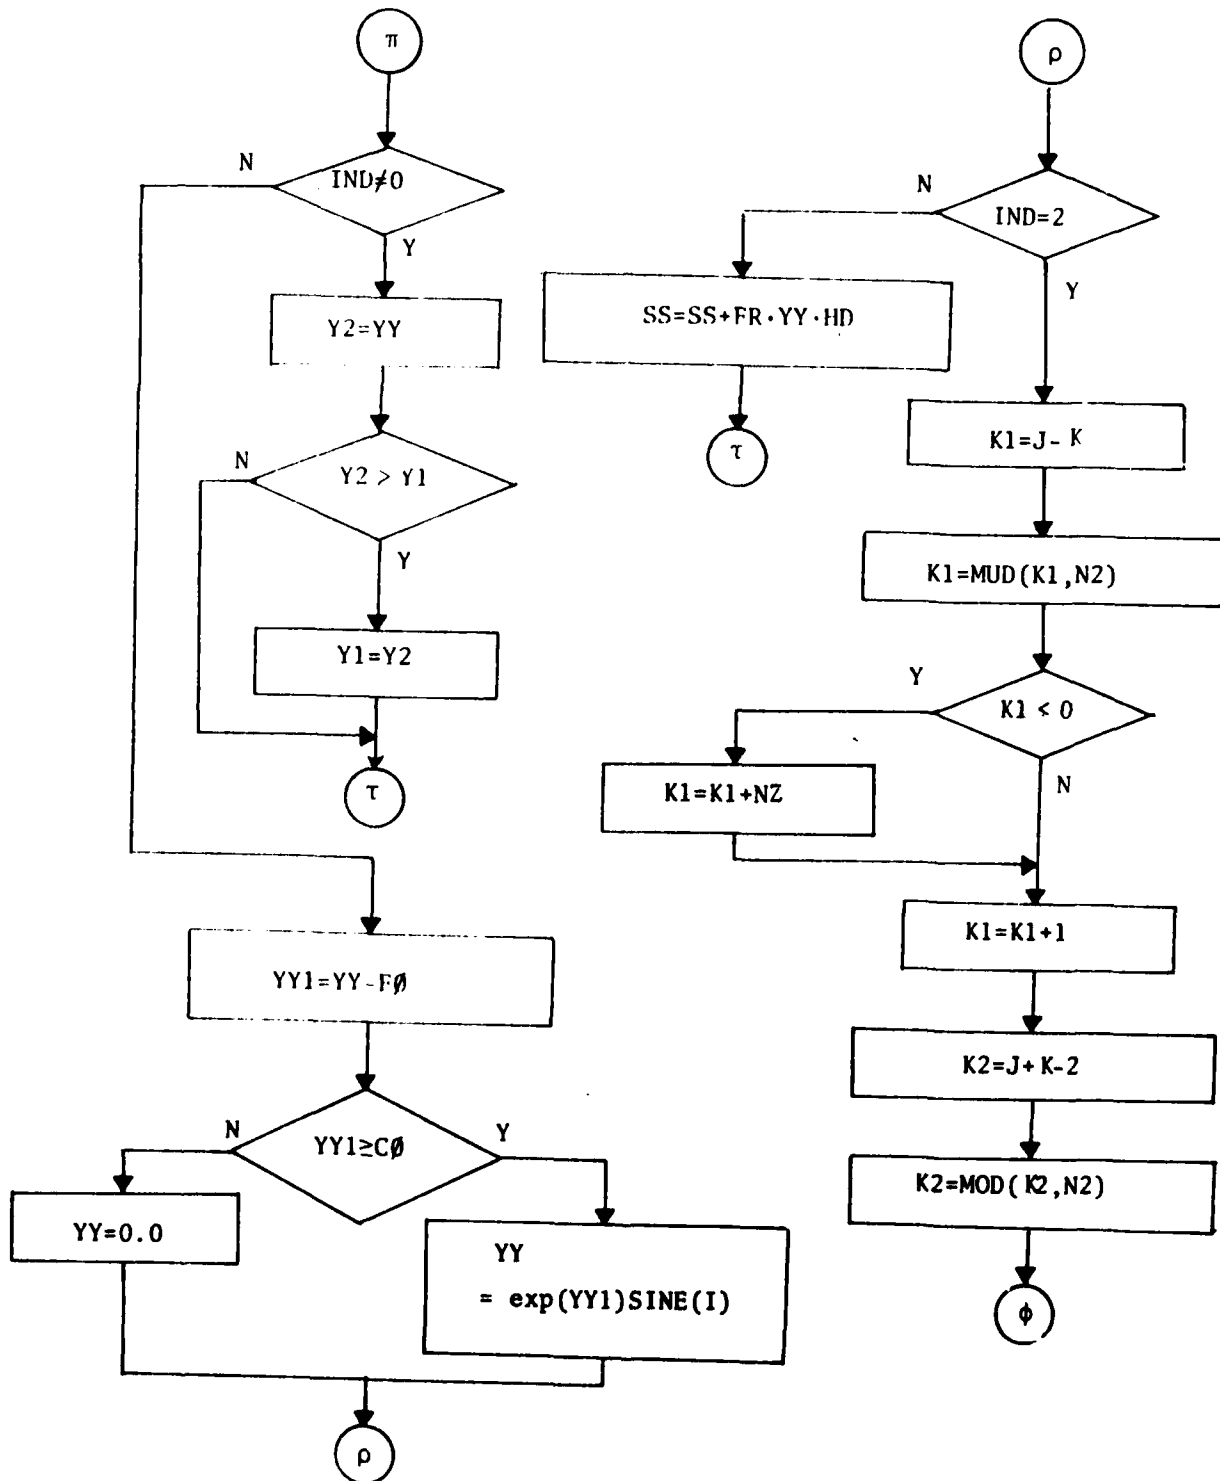 π
IND≠0
N
Y
Y2=YY
Y2 > Y1
N
Y
Y1=Y2
τ
YY1=YY-FØ
YY1≥CØ
N
Y
YY=0.0
YY
= exp(YY1)SINE(I)
ρ
ρ
IND=2
N
Y
SS=SS+FR·YY·HD
τ
K1=J-K
K1=MUD(K1,N2)
K1 < 0
Y
N
K1=K1+NZ
K1=K1+1
K2=J+K-2
K2=MOD(K2,N2)
φ